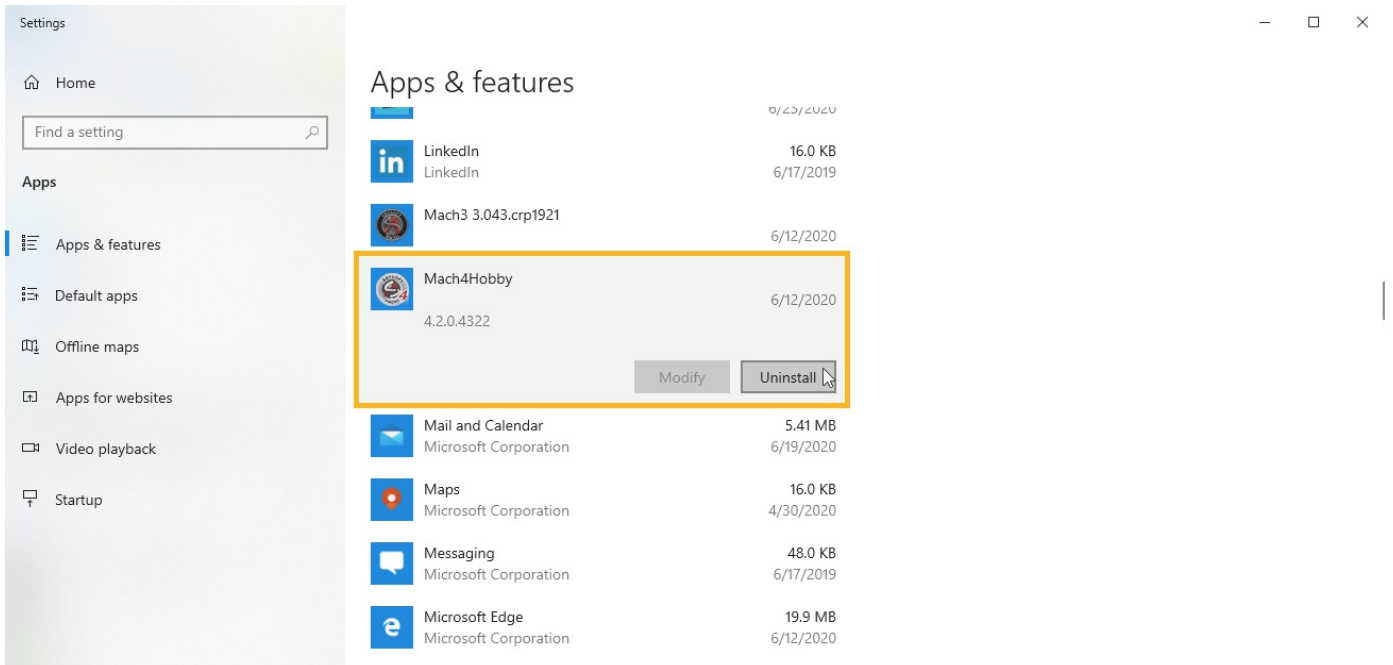 Settings
Home
Find a setting
Apps
Apps & features
Default apps
Offline maps
Apps for websites
Video playback
Startup
Apps & features
6/23/2020
LinkedIn 16.0 KB
LinkedIn 6/17/2019
Mach3 3.043.crp1921
6/12/2020
Mach4Hobby
6/12/2020
4.2.0.4322
Modify Uninstall
Mail and Calendar 5.41 MB
Microsoft Corporation 6/19/2020
Maps 16.0 KB
Microsoft Corporation 4/30/2020
Messaging 48.0 KB
Microsoft Corporation 6/17/2019
Microsoft Edge 19.9 MB
Microsoft Corporation 6/12/2020